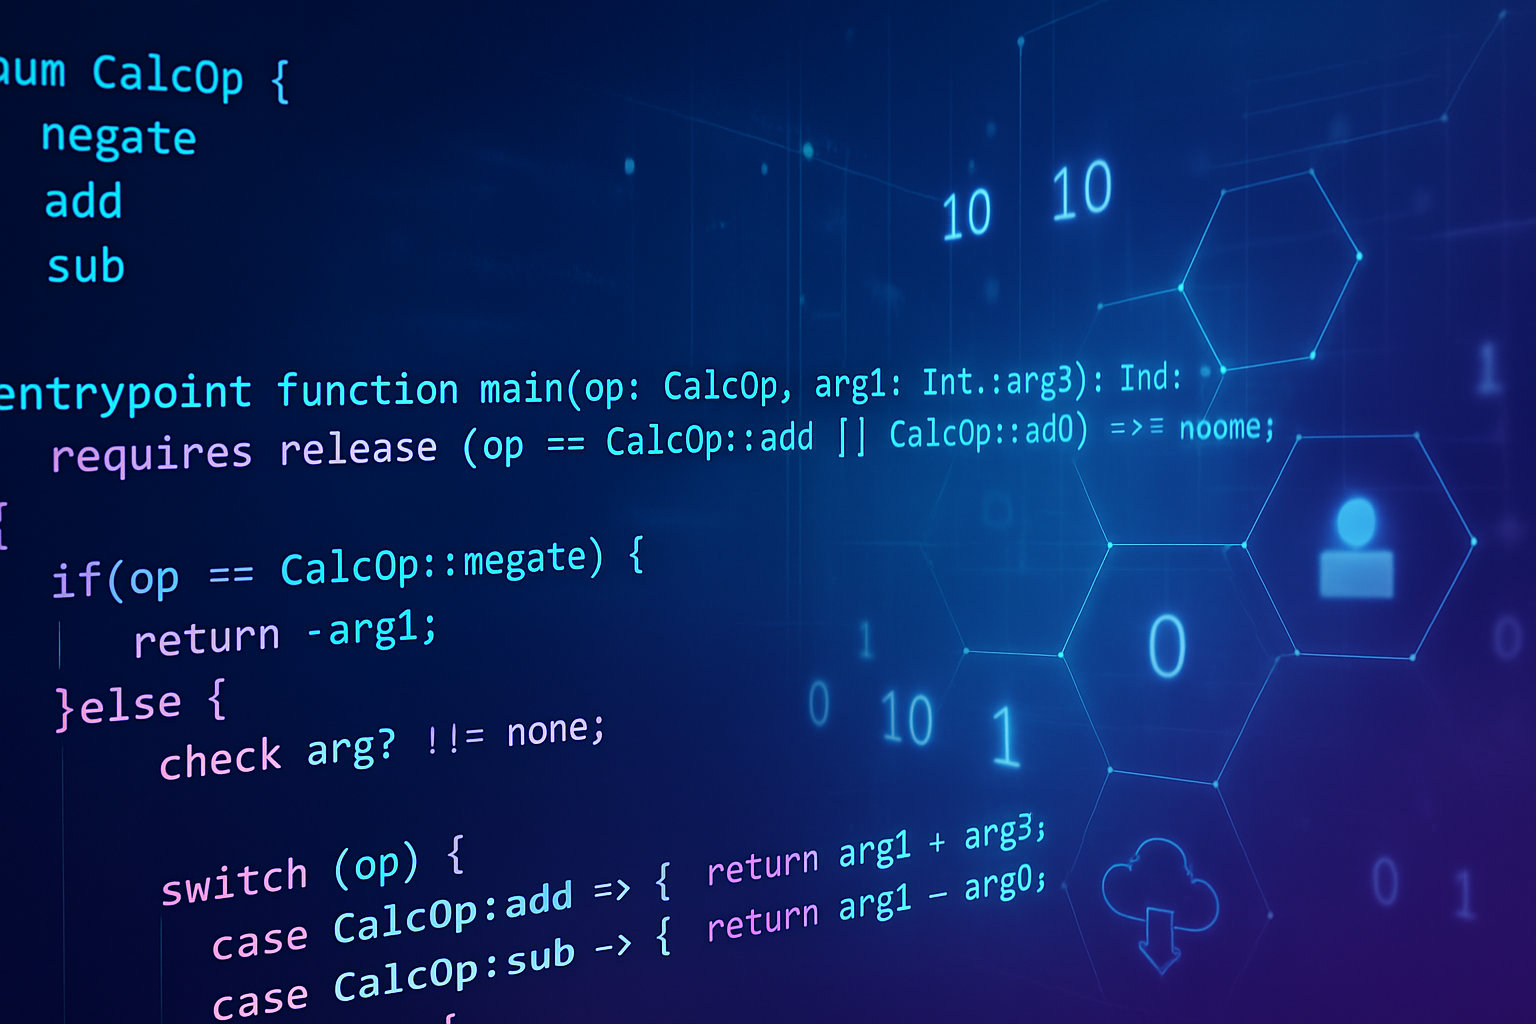 aum CalcOp {
negate
add
sub
10 10
entrypoint function main(op: CalcOp, arg1: Int.:arg3): Ind:
requires release (op == CalcOp::add [] CalcOp::ad0) =>≡ noome;
{
if(op == CalcOp::megate) {
return -arg1;
}else {
check arg? !!= none;
switch (op) {
case CalcOp:add => { return arg1 + arg3;
case CalcOp:sub –> { return arg1 – arg0;
{
1
0
1
0 10 1
0
0 1